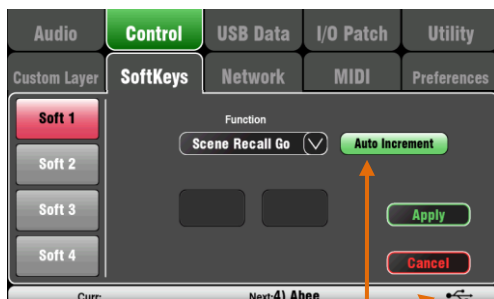 Audio Control USB Data I/O Patch Utility
Custom Layer SoftKeys Network MIDI Preferences
Soft 1
Function
Scene Recall Go Auto Increment
Soft 2
Soft 3
Apply
Soft 4
Cancel
Curr: Next:4) Abee